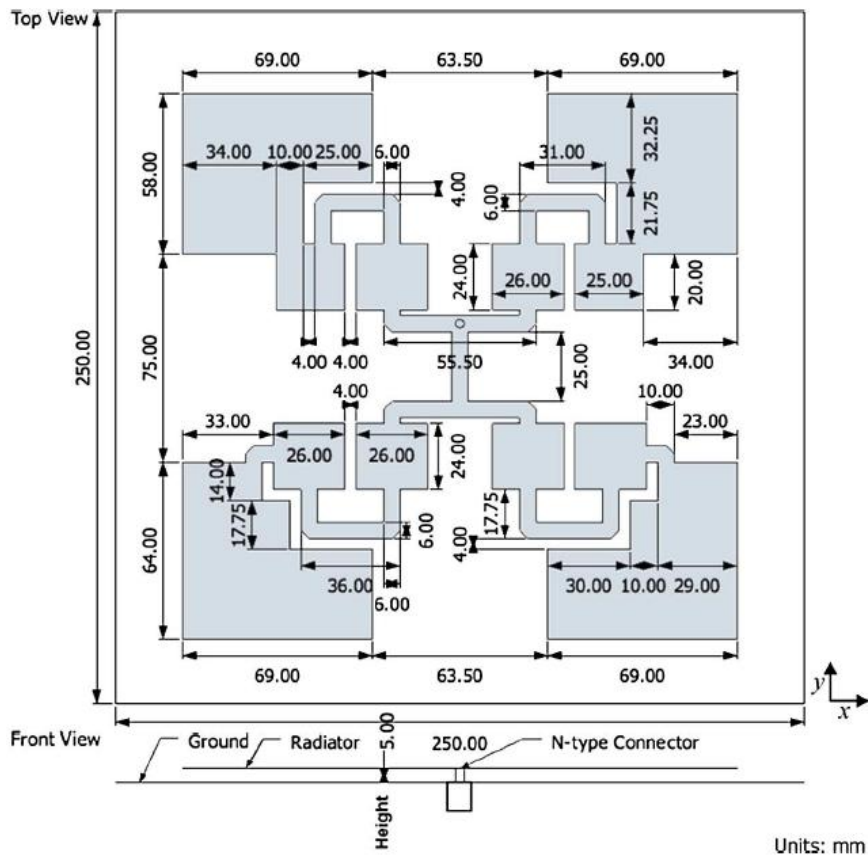 Top View
69.00 63.50 69.00
34.00 10.00 25.00 6.00 31.00 32.25
58.00 4.00 6.00 21.75
24.00 26.00 25.00 20.00
250.00 75.00 4.00 4.00 55.50 25.00 34.00
4.00 10.00
33.00 23.00
26.00 26.00 24.00
14.00 17.75 6.00 17.75 4.00
64.00 36.00 30.00 10.00 29.00
6.00
69.00 63.50 69.00
y
x
Front View Ground Radiator 5.00 250.00 N-type Connector
Height
Units: mm